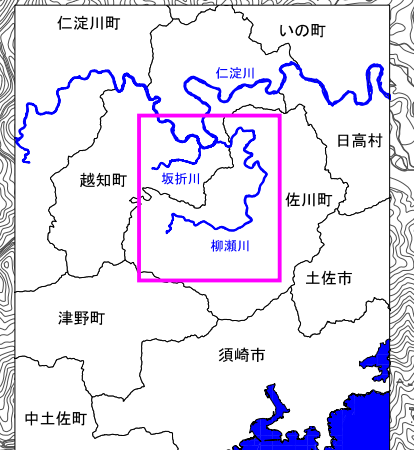 仁淀川町
いの町
仁淀川
日高村
越知町
坂折川
佐川町
柳瀬川
土佐市
津野町
須崎市
中土佐町